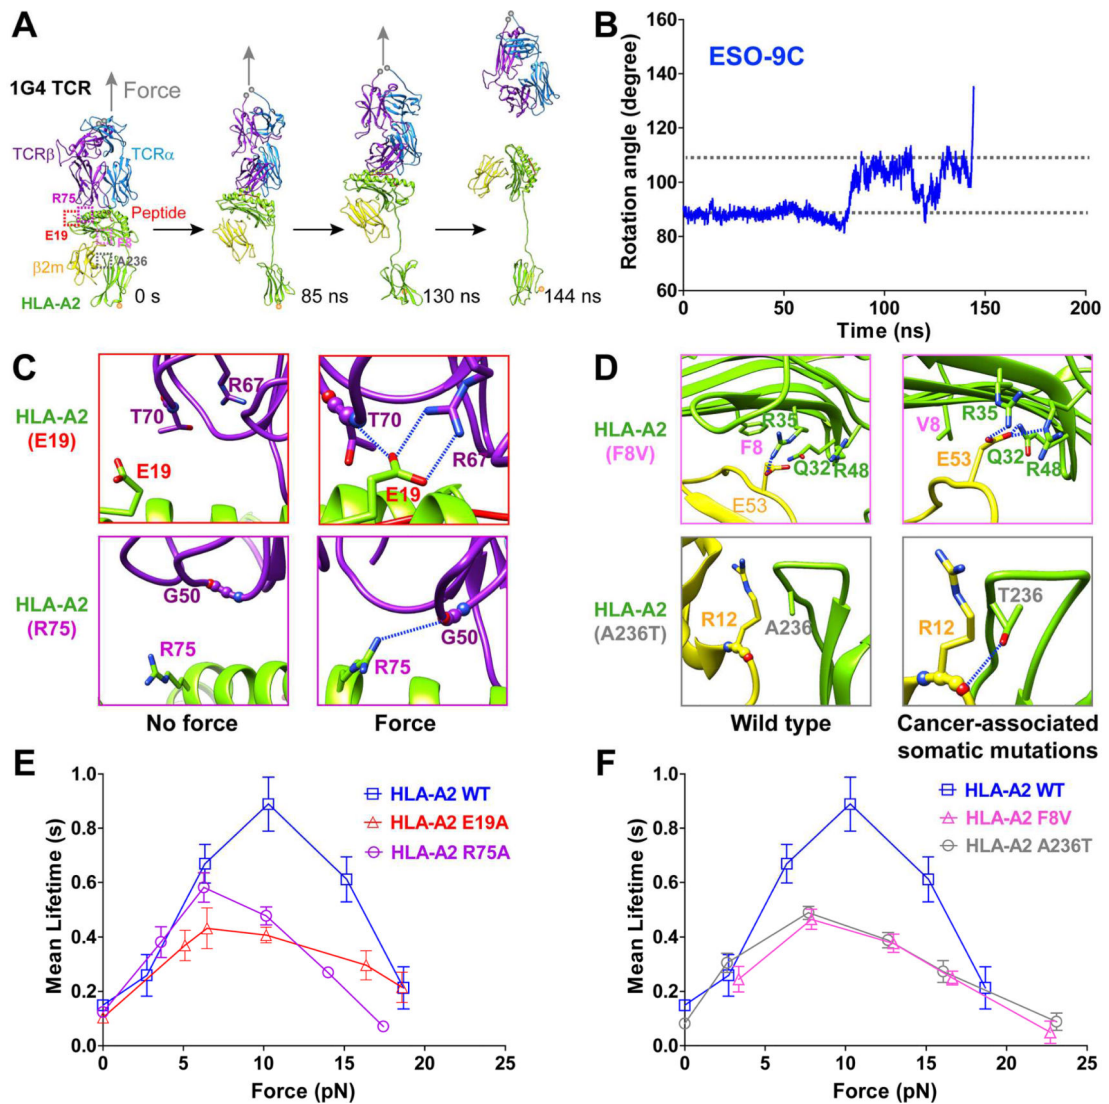 A
1G4 TCR
Force
TCRβ
TCRα
R75
Peptide
E19
F8
β2m
A236
HLA-A2
0 s
85 ns
130 ns
144 ns
B
ESO-9C
Rotation angle (degree)
160
140
120
100
80
60
0
50
100
150
200
Time (ns)
C
HLA-A2
(E19)
T70
R67
E19
T70
R67
E19
HLA-A2
(R75)
G50
R75
G50
R75
No force
Force
D
HLA-A2
(F8V)
R35
F8
Q32
R48
E53
V8
R35
E53
Q32
R48
HLA-A2
(A236T)
R12
A236
R12
T236
Wild type
Cancer-associated
somatic mutations
E
Mean Lifetime (s)
1.0
0.8
0.6
0.4
0.2
0.0
0
5
10
15
20
25
Force (pN)
HLA-A2 WT
HLA-A2 E19A
HLA-A2 R75A
F
Mean Lifetime (s)
1.0
0.8
0.6
0.4
0.2
0.0
0
5
10
15
20
25
Force (pN)
HLA-A2 WT
HLA-A2 F8V
HLA-A2 A236T